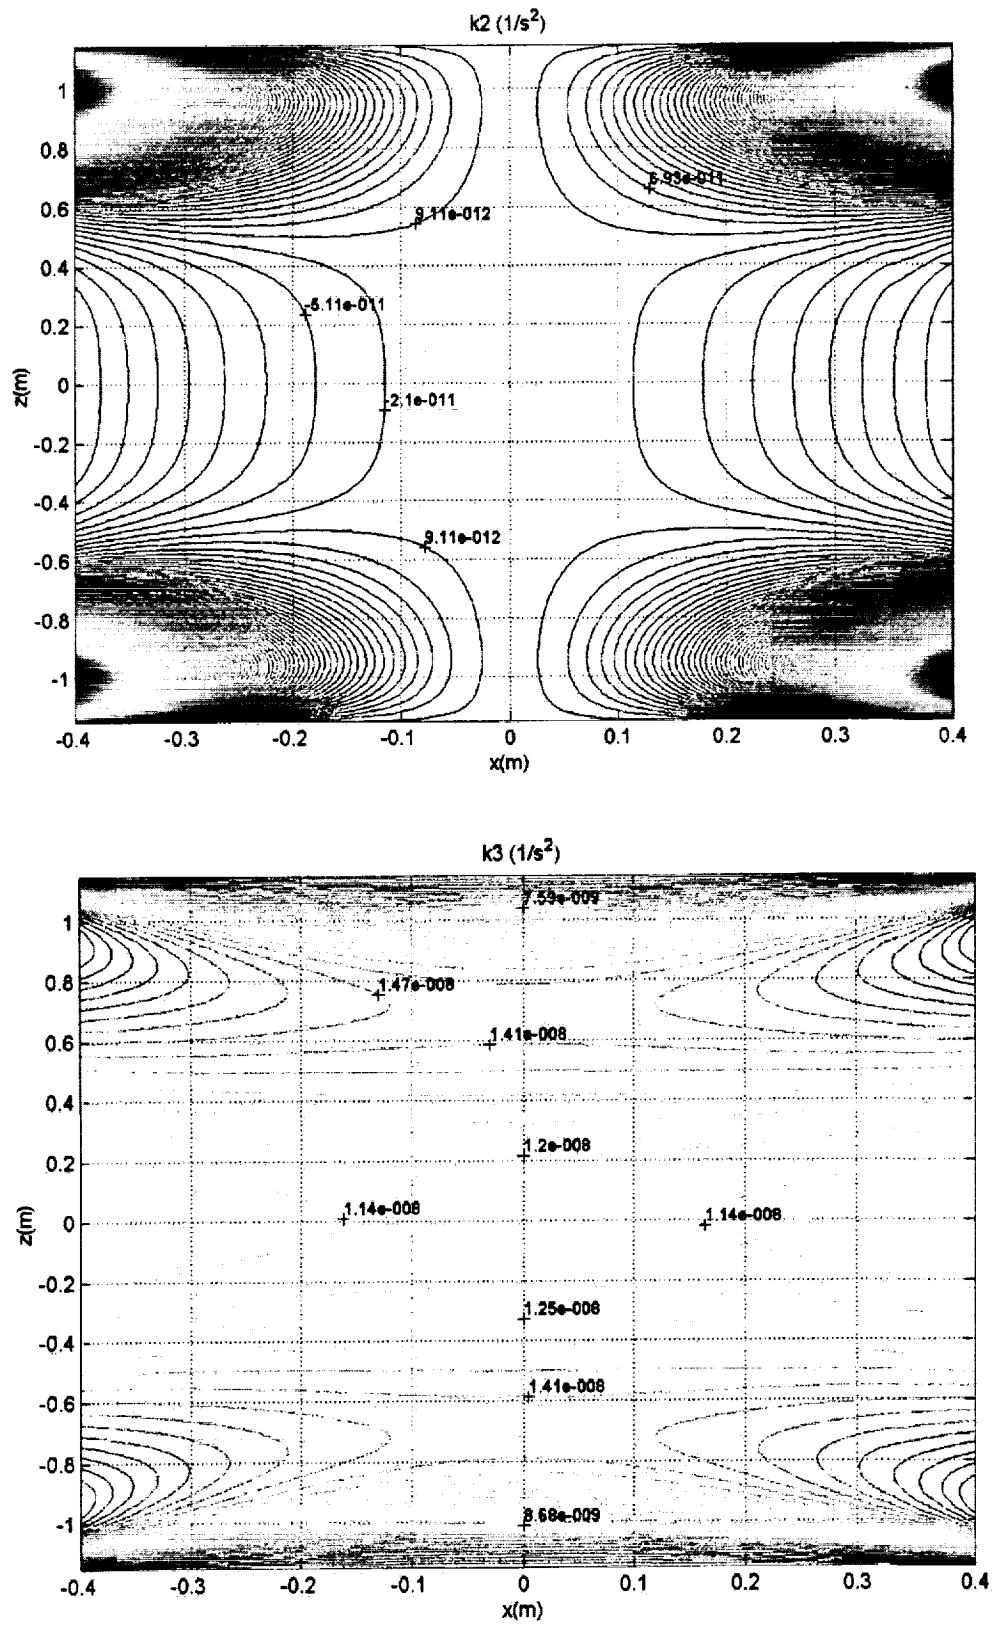 k2 (1/s²)
1
0.8
0.6
0.4
0.2
0
-0.2
-0.4
-0.6
-0.8
-1
z(m)
6.93e-011
9.11e-012
-5.11e-011
-2.1e-011
9.11e-012
-0.4 -0.3 -0.2 -0.1 0 0.1 0.2 0.3 0.4
x(m)
k3 (1/s²)
1
0.8
0.6
0.4
0.2
0
-0.2
-0.4
-0.6
-0.8
-1
z(m)
7.59e-009
1.47e-008
1.41e-008
1.2e-008
1.14e-008 1.14e-008
1.25e-008
1.41e-008
8.68e-009
-0.4 -0.3 -0.2 -0.1 0 0.1 0.2 0.3 0.4
x(m)